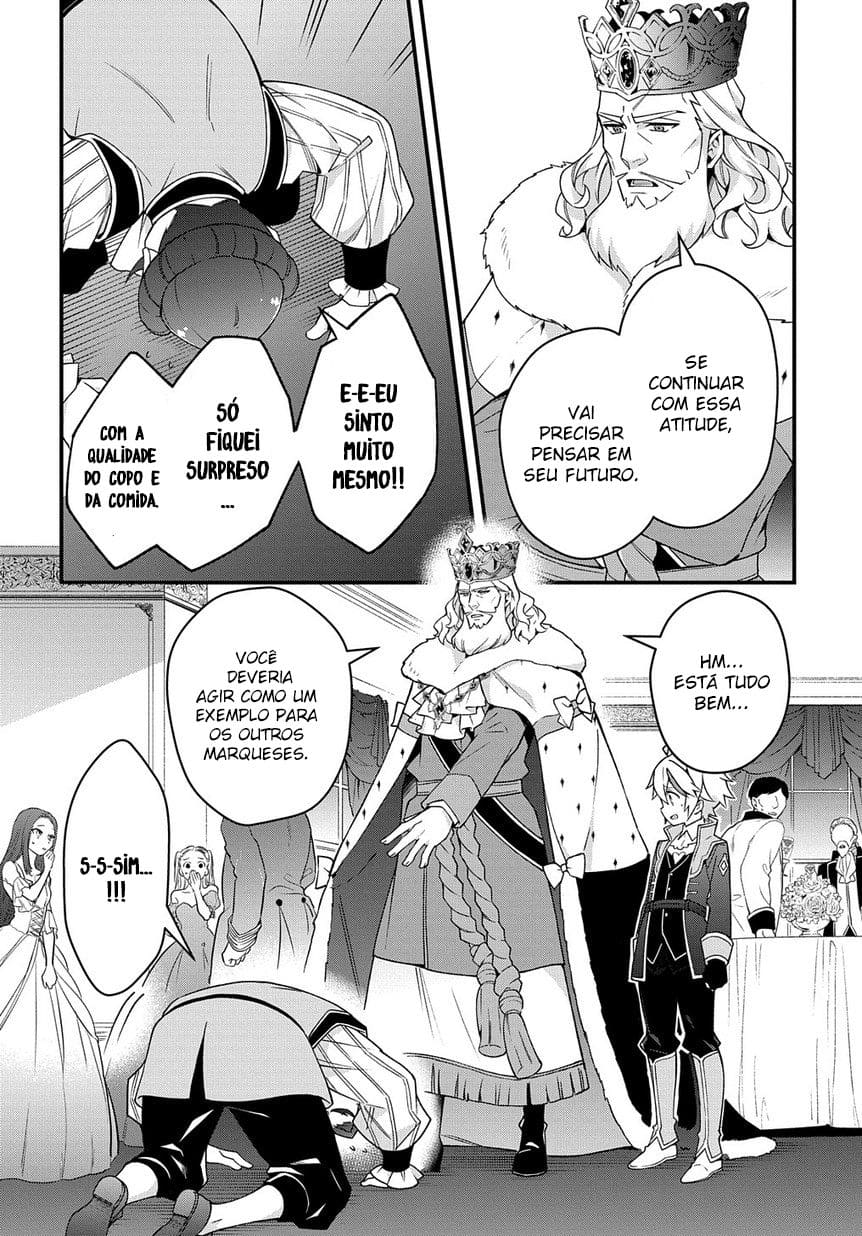 SE
CONTINUAR
COM ESSA
ATITUDE,
VAI
PRECISAR
PENSAR EM
SEU FUTURO.
E-E-EU
SINTO
MUITO
MESMO!!
SÓ
FIQUEI
SURPRESO
...
COM A
QUALIDADE
DO COPO E
DA COMIDA.
HM...
ESTÁ TUDO
BEM...
VOCÊ
DEVERIA
AGIR COMO UM
EXEMPLO PARA
OS OUTROS
MARQUESES.
S-S-SIM...
!!!